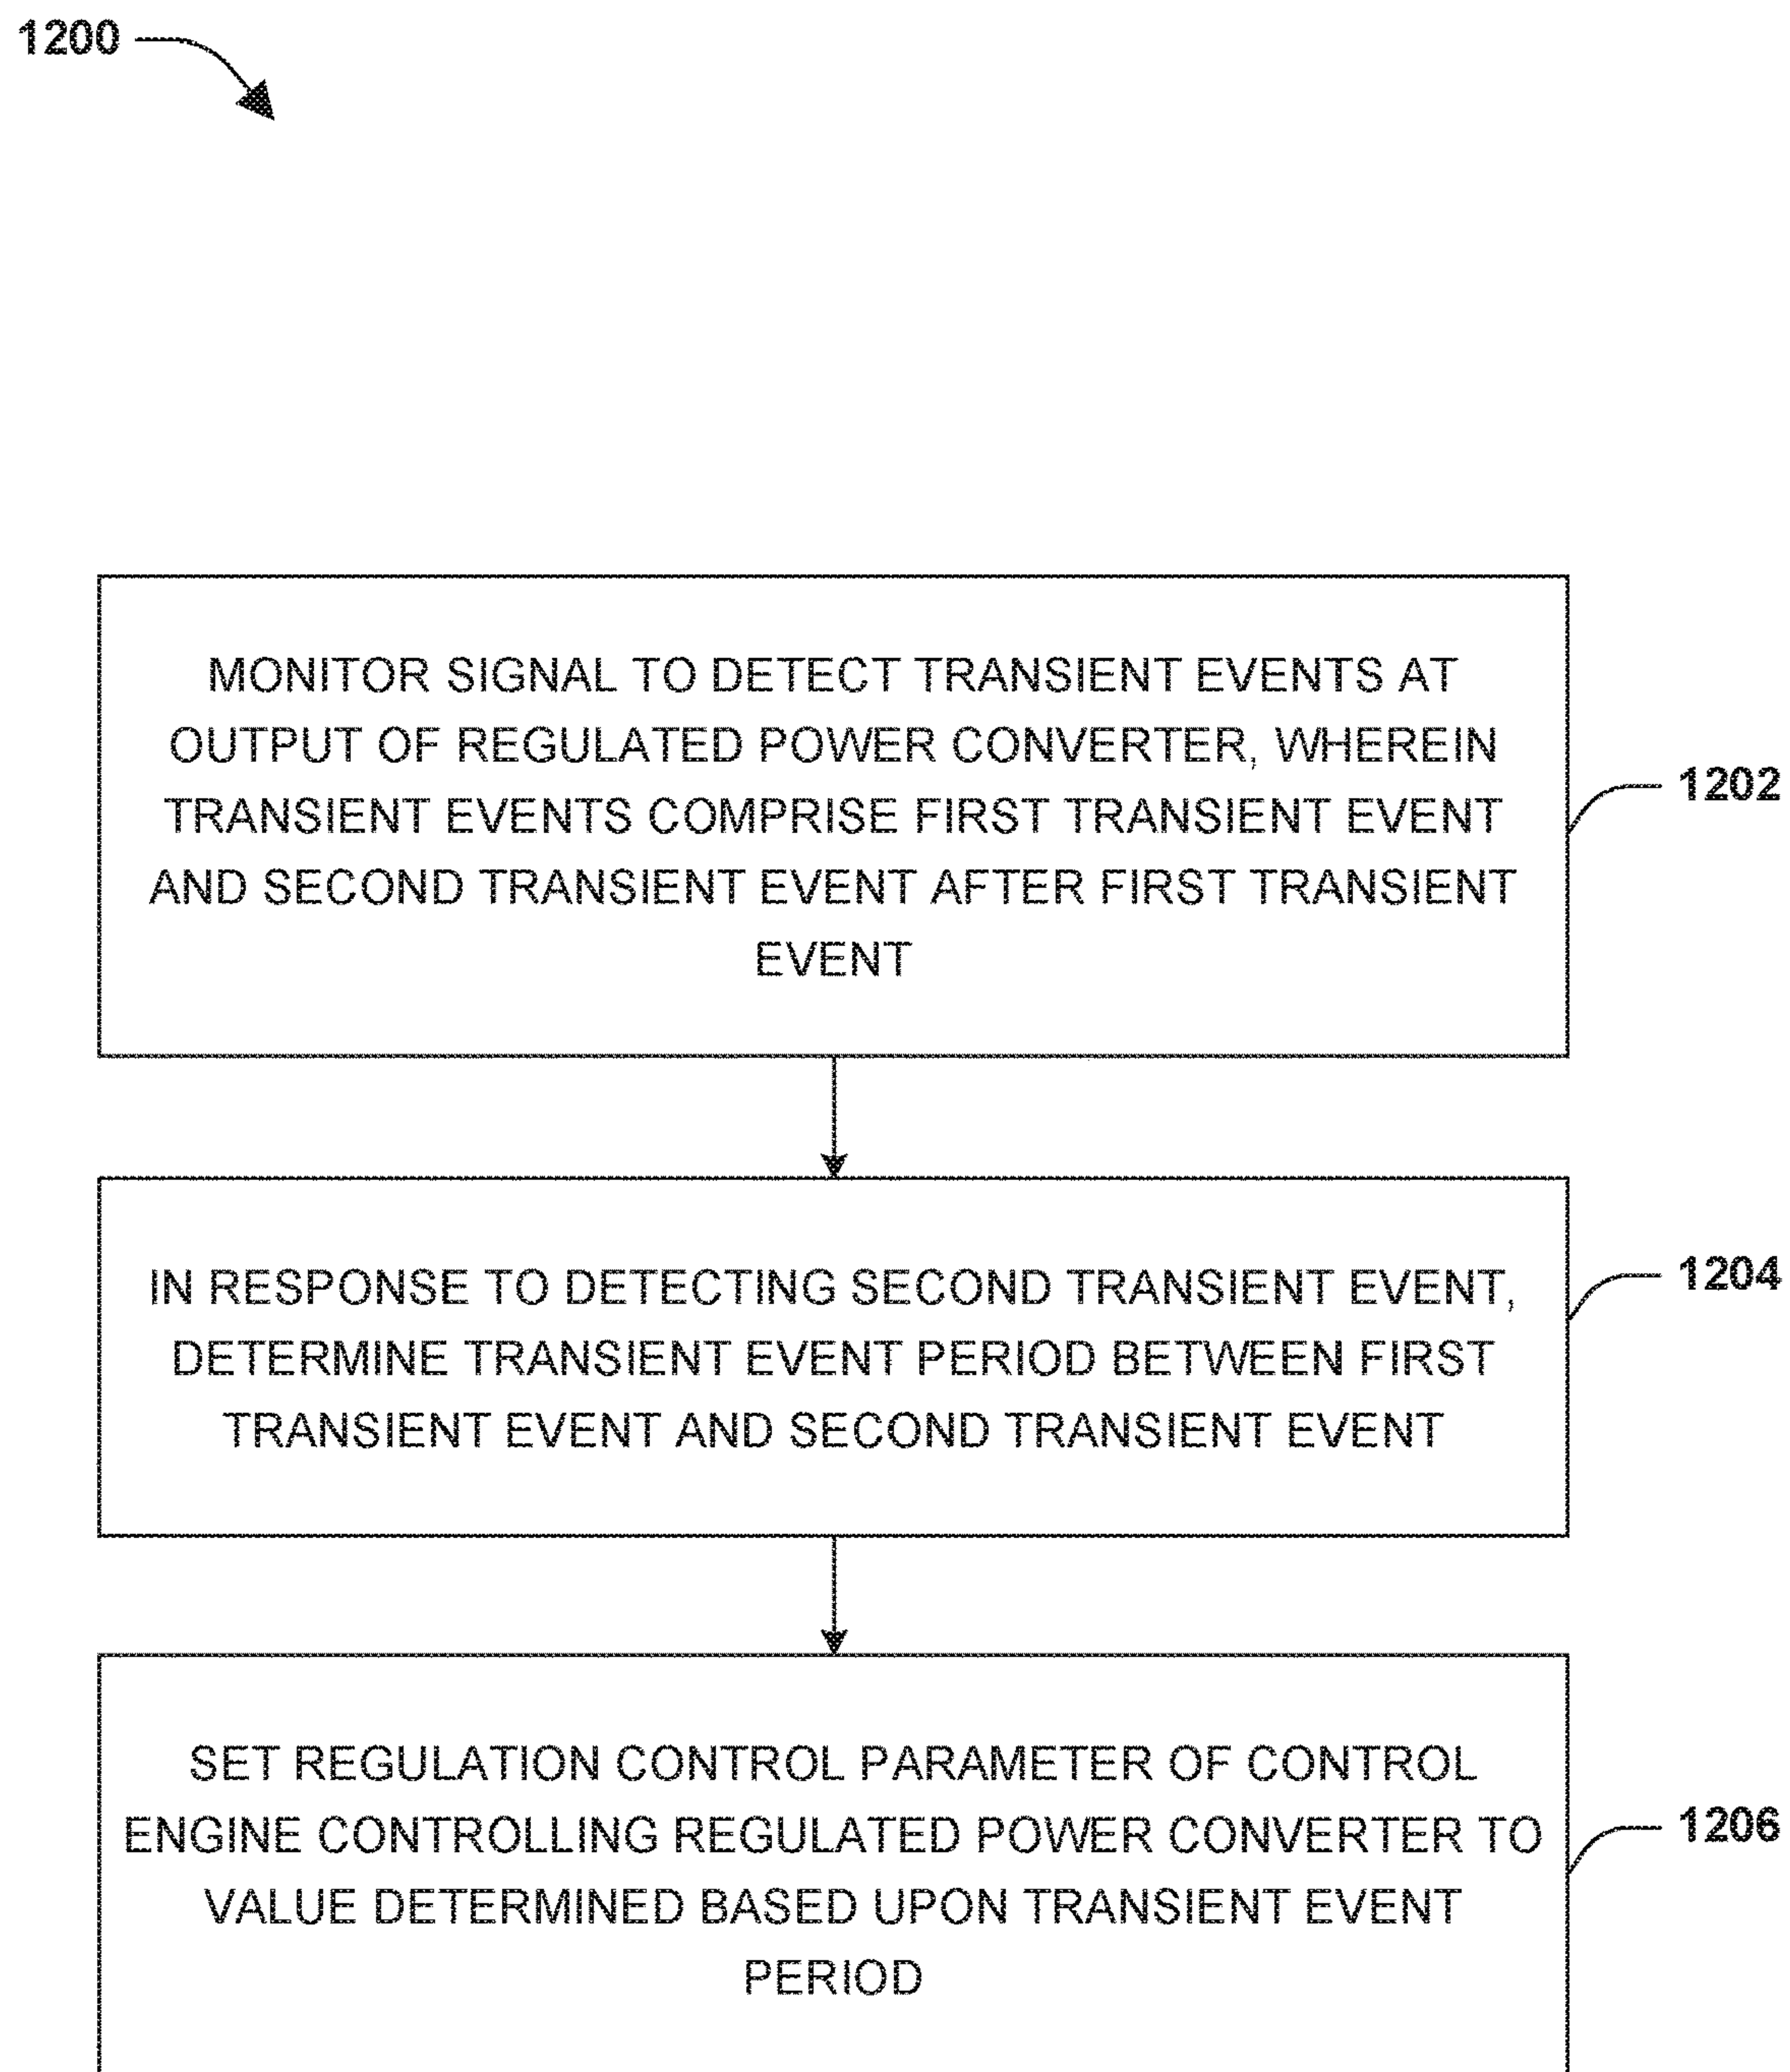 1200
MONITOR SIGNAL TO DETECT TRANSIENT EVENTS AT
OUTPUT OF REGULATED POWER CONVERTER, WHEREIN
TRANSIENT EVENTS COMPRISE FIRST TRANSIENT EVENT
AND SECOND TRANSIENT EVENT AFTER FIRST TRANSIENT
EVENT
1202
IN RESPONSE TO DETECTING SECOND TRANSIENT EVENT,
DETERMINE TRANSIENT EVENT PERIOD BETWEEN FIRST
TRANSIENT EVENT AND SECOND TRANSIENT EVENT
1204
SET REGULATION CONTROL PARAMETER OF CONTROL
ENGINE CONTROLLING REGULATED POWER CONVERTER TO
VALUE DETERMINED BASED UPON TRANSIENT EVENT
PERIOD
1206